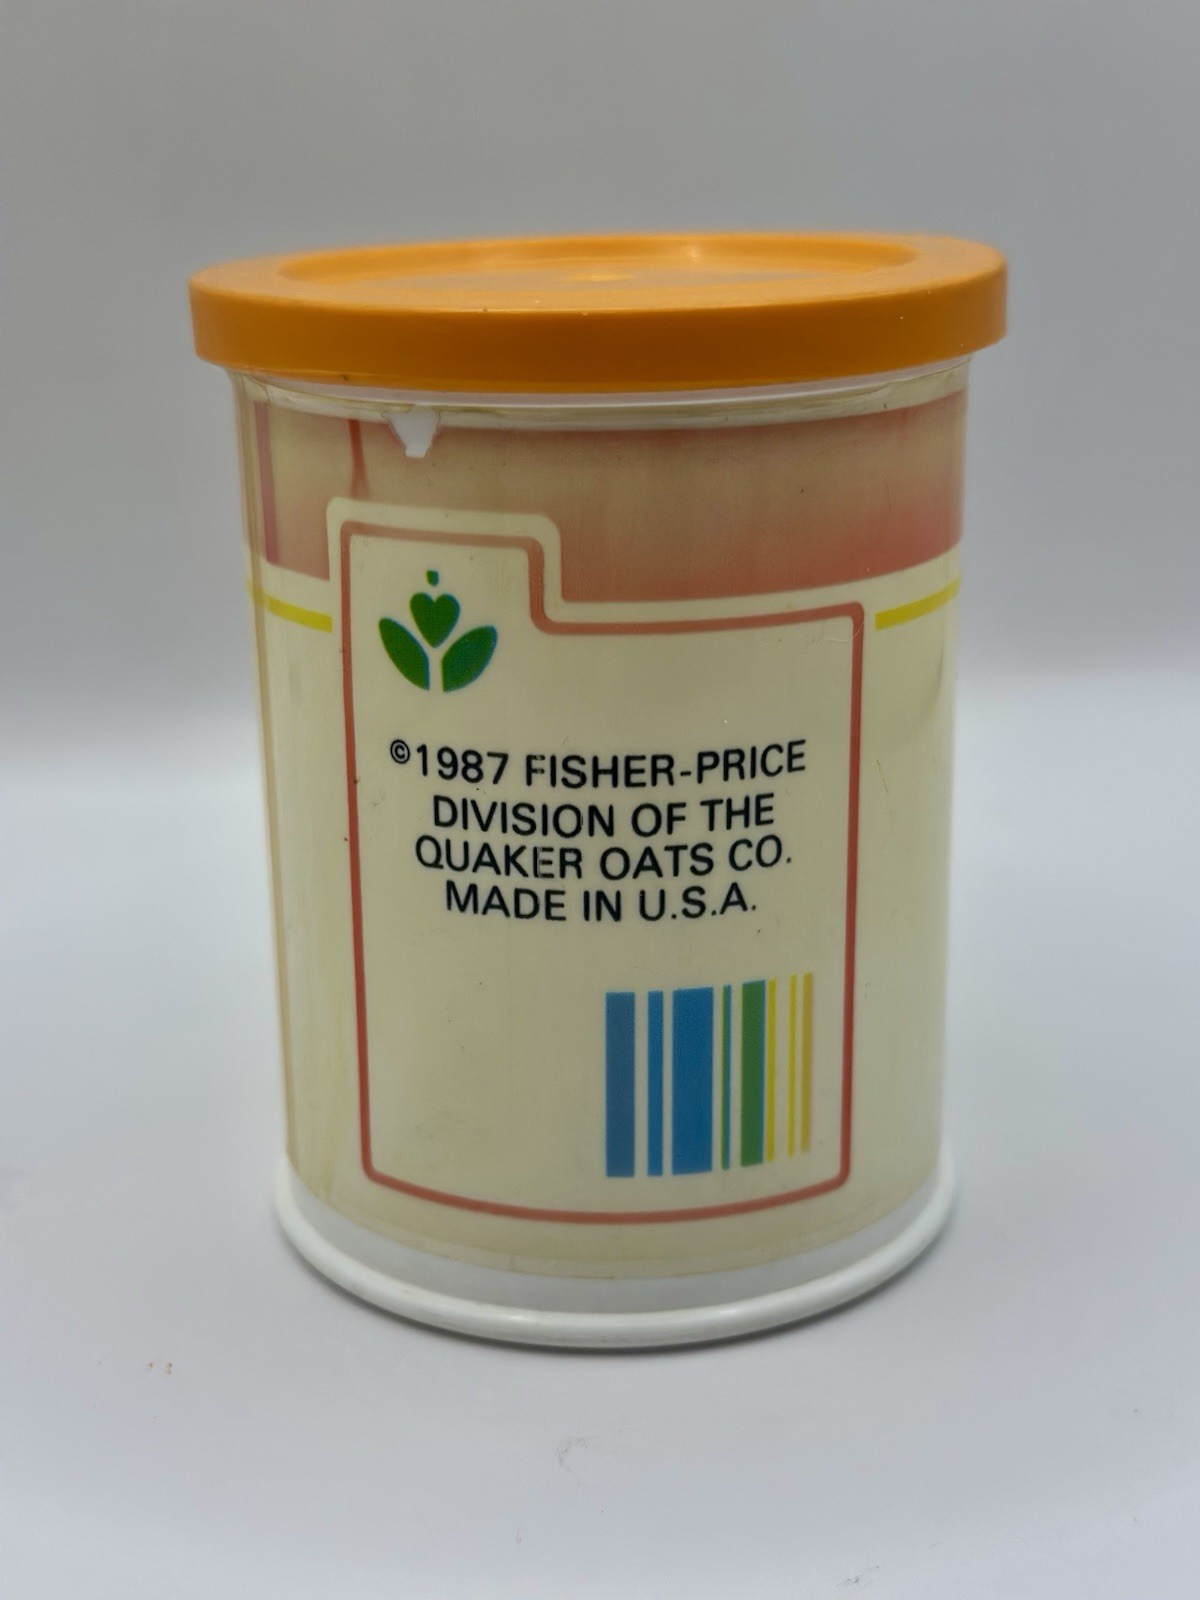 ©1987 FISHER-PRICE
DIVISION OF THE
QUAKER OATS CO.
MADE IN U.S.A.